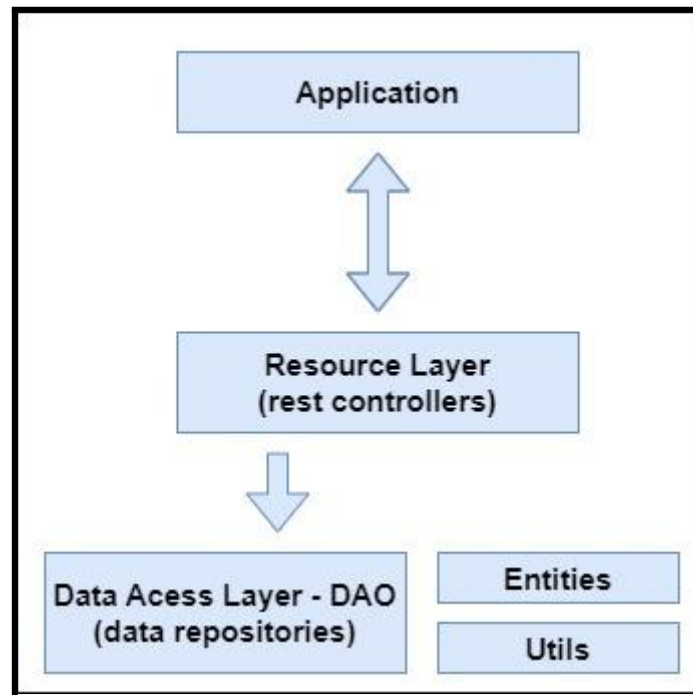 Application
Resource Layer
(rest controllers)
Data Acess Layer - DAO
(data repositories)
Entities
Utils